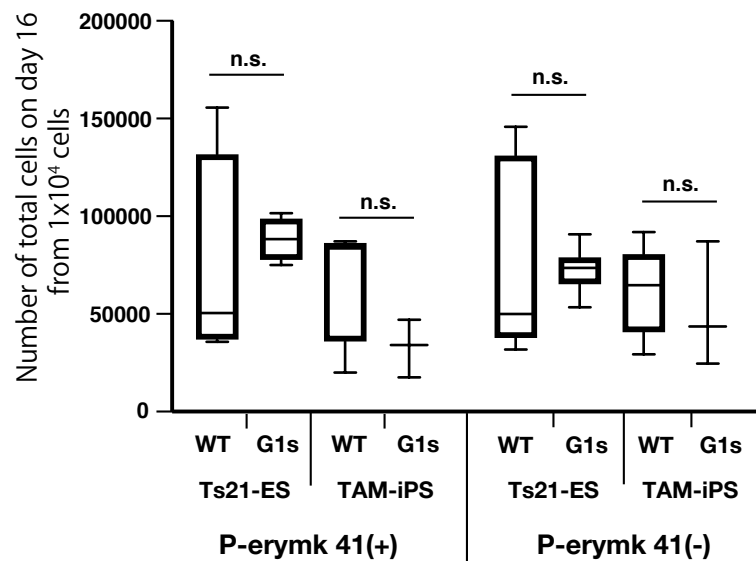 Number of total cells on day 16
from 1x10⁴ cells
200000
150000
100000
50000
0
n.s.
n.s.
n.s.
n.s.
WT G1s WT G1s WT G1s WT G1s
Ts21-ES TAM-iPS Ts21-ES TAM-iPS
P-erymk 41(+) P-erymk 41(-)